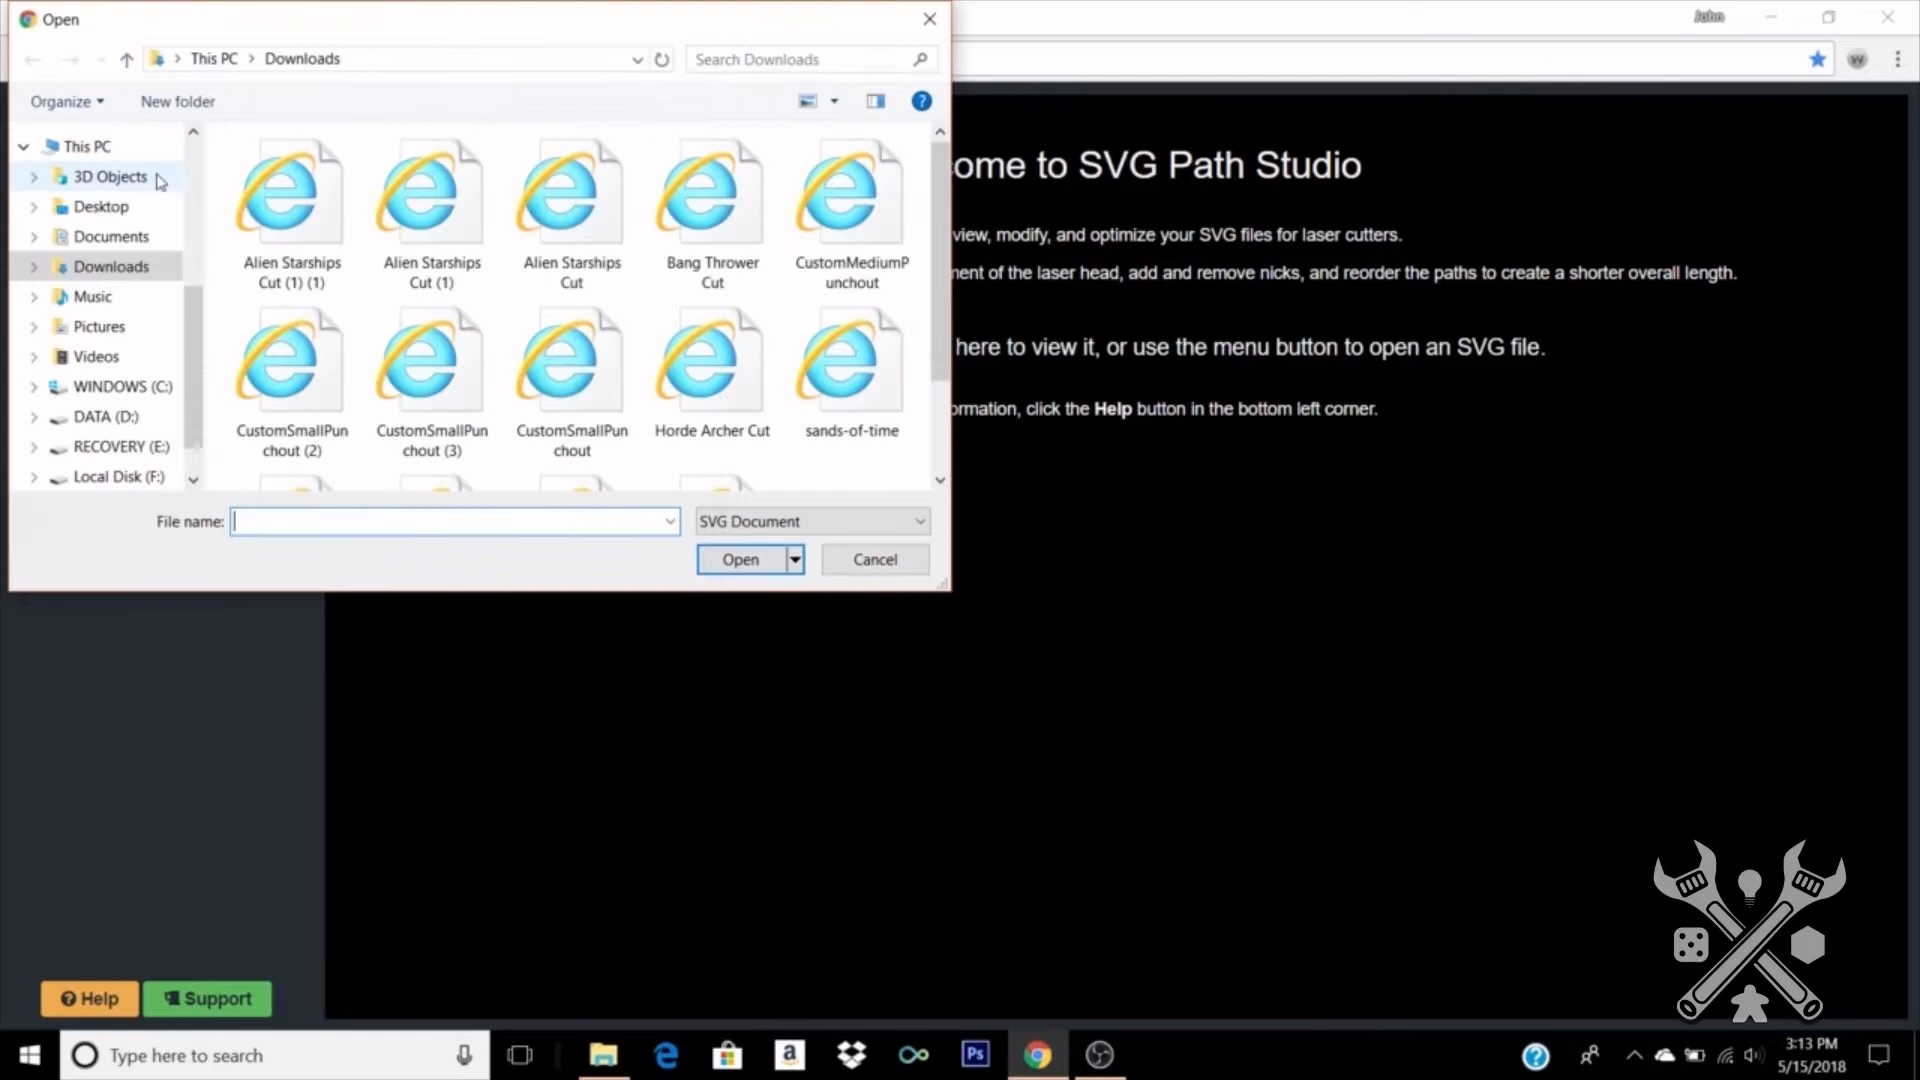 Open
John
This PC > Downloads
Search Downloads
Organize
New folder
This PC
3D Objects
Desktop
Documents
Downloads
Music
Pictures
Videos
WINDOWS (C:)
DATA (D:)
RECOVERY (E:)
Local Disk (F:)
Alien Starships
Cut (1) (1)
Alien Starships
Cut (1)
Alien Starships
Cut
Bang Thrower
Cut
CustomMediumP
unchout
CustomSmallPun
chout (2)
CustomSmallPun
chout (3)
CustomSmallPun
chout
Horde Archer Cut
sands-of-time
File name:
SVG Document
Open
Cancel
ome to SVG Path Studio
view, modify, and optimize your SVG files for laser cutters.
ment of the laser head, add and remove nicks, and reorder the paths to create a shorter overall length.
here to view it, or use the menu button to open an SVG file.
ormation, click the Help button in the bottom left corner.
Help
Support
Type here to search
a
Ps
3:13 PM
5/15/2018